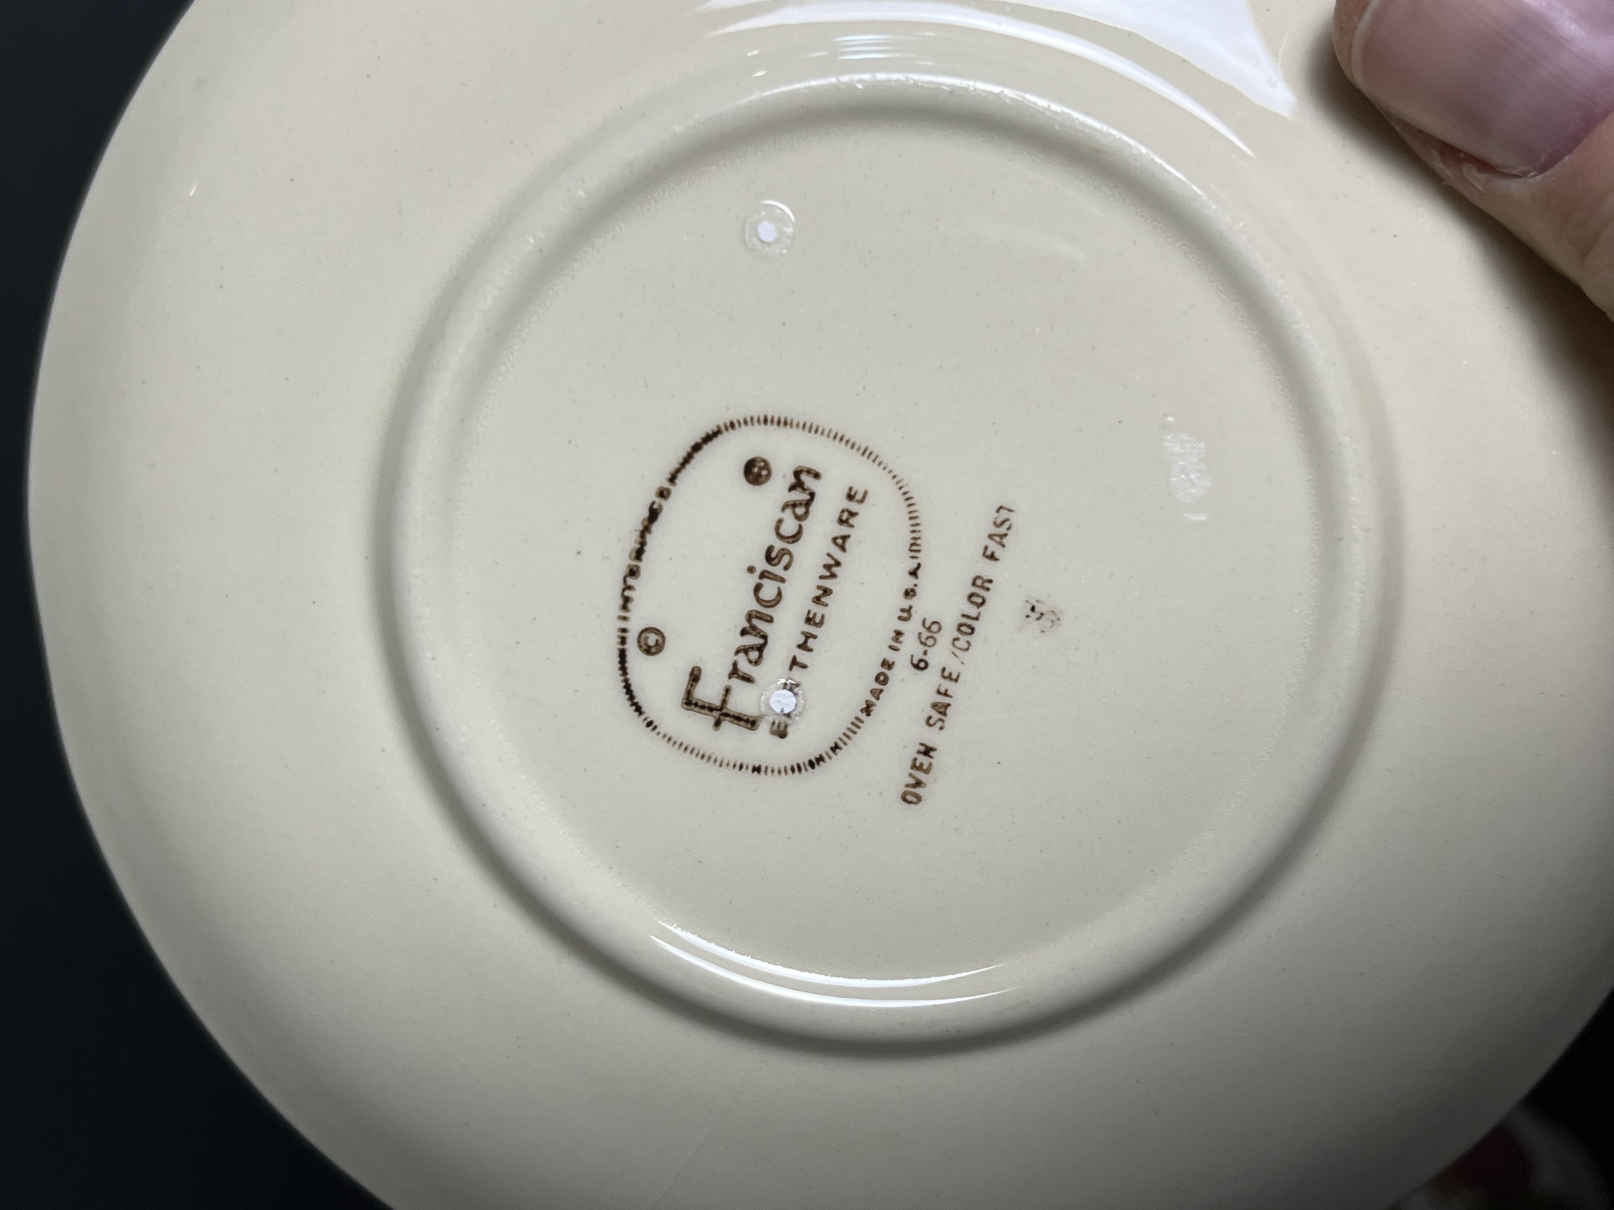 ©
®
Franciscan
EARTHENWARE
MADE IN U.S.A.
6-66
OVEN SAFE/COLOR FAST